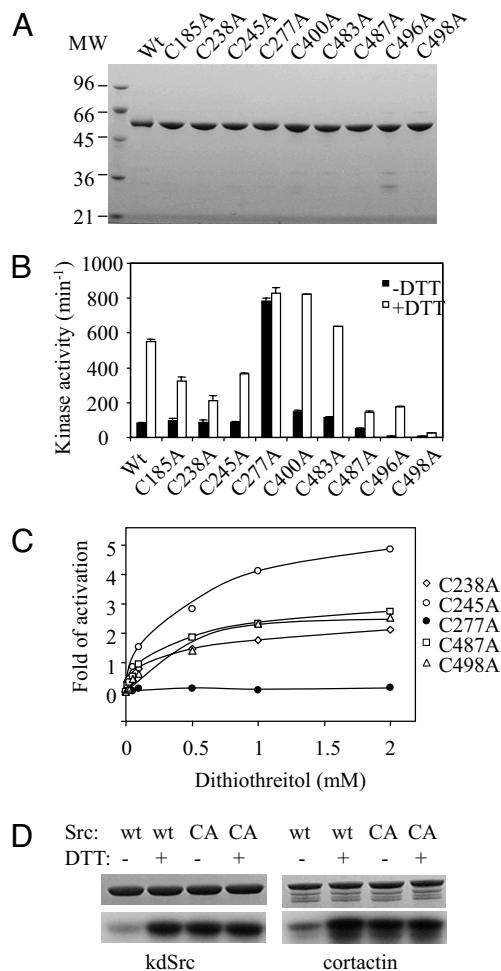 A
MW
Wt C185A C238A C245A C277A C400A C483A C487A C496A C498A
96
66
45
36
21
B
Kinase activity (min⁻¹)
1000
800
600
400
200
0
-DTT
+DTT
Wt C185A C238A C245A C277A C400A C483A C487A C496A C498A
C
Fold of activation
5
4
3
2
1
0
0 0.5 1 1.5 2
Dithiothreitol (mM)
C238A
C245A
C277A
C487A
C498A
D
Src: wt wt CA CA wt wt CA CA
DTT: - + - + - + - +
kdSrc cortactin